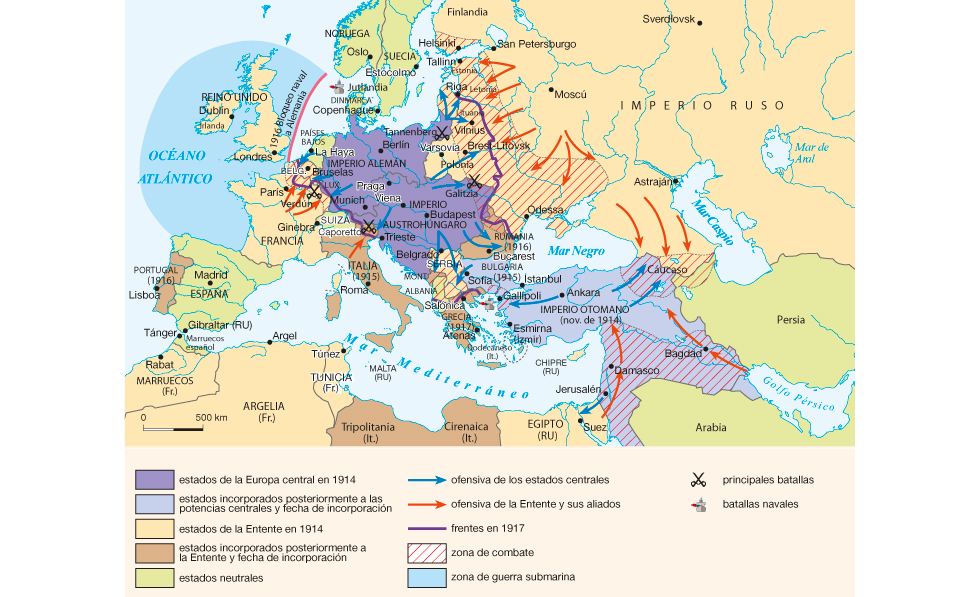 Finlandia
Sverdlovsk
NORUEGA
Helsinki
San Petersburgo
Oslo
SUECIA
Tallinn
Estonia
Estocolmo
Riga
Letonia
Moscú
Jutlandia
REINO UNIDO
DINAMARCA
IMPERIO RUSO
Dublín
Copenhague
Irlanda
1916 Bloqueo naval
a Alemania
Tannenberg
Vilnius
PAÍSES
BAJOS
Berlín
Varsovia
Brest-Litovsk
Mar de
Aral
OCÉANO
ATLÁNTICO
Londres
La Haya
IMPERIO ALEMÁN
Polonia
BELG.
Bruselas
París
LUX.
Praga
Galitzia
Astraján
Verdún
Munich
Viena
IMPERIO
AUSTROHÚNGARO
Budapest
Odessa
Mar Caspio
SUIZA
Ginebra
Caporetto
Trieste
FRANCIA
RUMANIA
(1916)
Mar Negro
Belgrado
Bucarest
SERBIA
ITALIA
(1915)
BULGARIA
(1915)
Cáucaso
PORTUGAL
(1916)
Madrid
MONT.
Sofía
Istanbul
ESPAÑA
Roma
ALBANIA
Lisboa
Salónica
Gallípoli
Ankara
IMPERIO OTOMANO
(nov. de 1914)
GRECIA
(1917)
Persia
Gibraltar (RU)
Tánger
Marruecos
español
Argel
Atenas
Esmirna
(Izmir)
Rabat
Túnez
Mar Mediterráneo
Dodecaneso
(It.)
CHIPRE
(RU)
Bagdad
MALTA
(RU)
Damasco
MARRUECOS
(Fr.)
TUNICIA
(Fr.)
Jerusalén
Golfo Pérsico
ARGELIA
(Fr.)
0 500 km
Tripolitania
(It.)
Cirenaica
(It.)
EGIPTO
(RU)
Suez
Arabia
estados de la Europa central en 1914
estados incorporados posteriormente a las
potencias centrales y fecha de incorporación
estados de la Entente en 1914
estados incorporados posteriormente a
la Entente y fecha de incorporación
estados neutrales
ofensiva de los estados centrales
ofensiva de la Entente y sus aliados
frentes en 1917
zona de combate
zona de guerra submarina
principales batallas
batallas navales